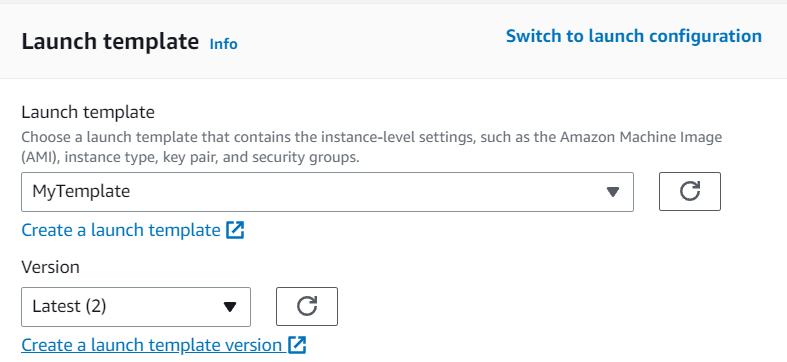 Launch template Info Switch to launch configuration
Launch template
Choose a launch template that contains the instance-level settings, such as the Amazon Machine Image
(AMI), instance type, key pair, and security groups.
MyTemplate
Create a launch template
Version
Latest (2)
Create a launch template version